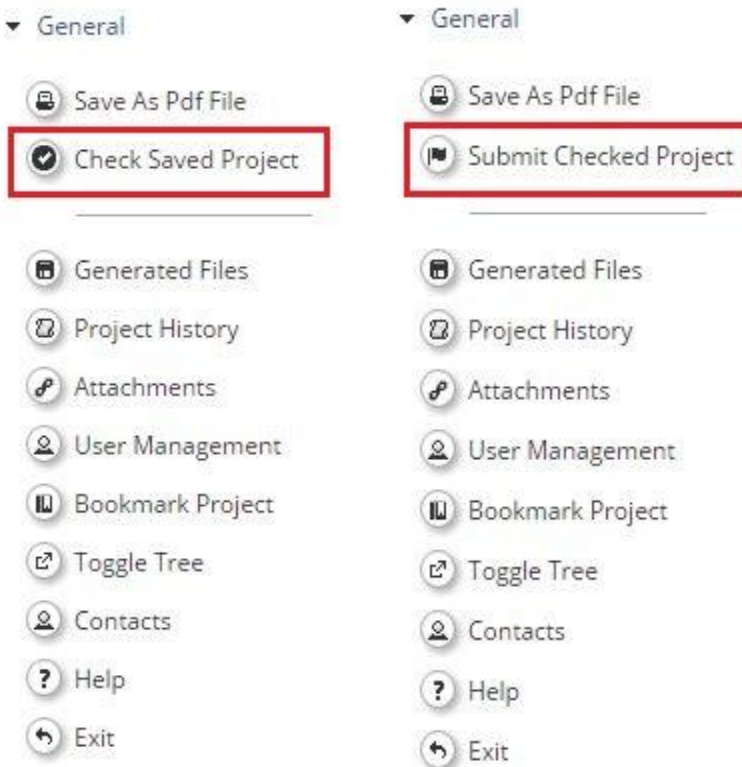 General
Save As Pdf File
Check Saved Project
Generated Files
Project History
Attachments
User Management
Bookmark Project
Toggle Tree
Contacts
? Help
Exit
General
Save As Pdf File
Submit Checked Project
Generated Files
Project History
Attachments
User Management
Bookmark Project
Toggle Tree
Contacts
? Help
Exit